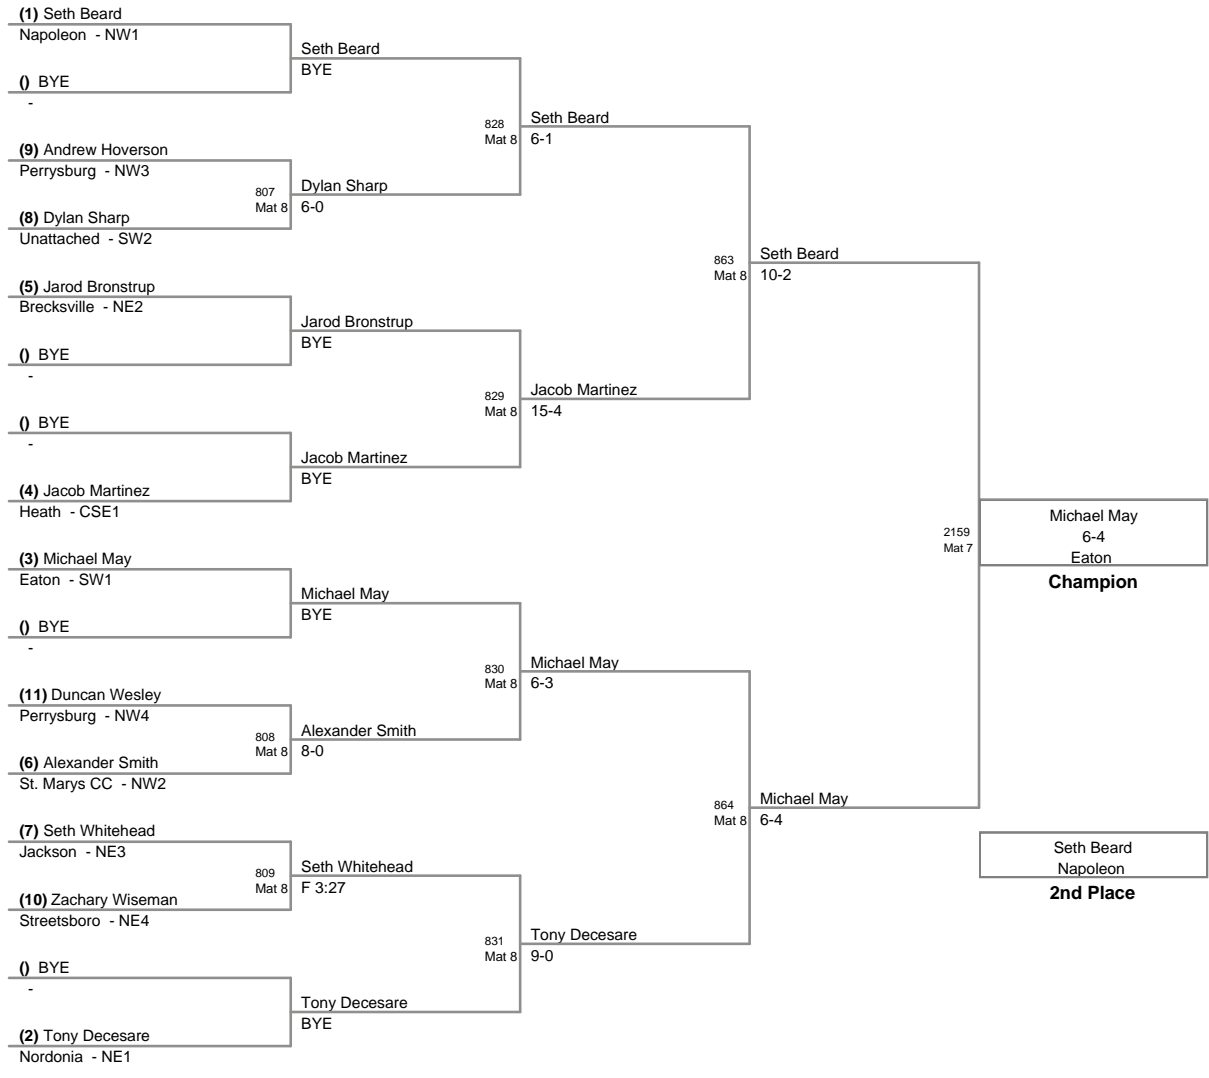 (1) Seth Beard
Napoleon - NW1
() BYE
-
(9) Andrew Hoverson
Perrysburg - NW3
(8) Dylan Sharp
Unattached - SW2
(5) Jarod Bronstrup
Brecksville - NE2
() BYE
-
() BYE
-
(4) Jacob Martinez
Heath - CSE1
(3) Michael May
Eaton - SW1
() BYE
-
(11) Duncan Wesley
Perrysburg - NW4
(6) Alexander Smith
St. Marys CC - NW2
(7) Seth Whitehead
Jackson - NE3
(10) Zachary Wiseman
Streetsboro - NE4
() BYE
-
(2) Tony Decesare
Nordonia - NE1
Seth Beard
BYE
807
Mat 8
Dylan Sharp
6-0
Jarod Bronstrup
BYE
Jacob Martinez
BYE
Michael May
BYE
808
Mat 8
Alexander Smith
8-0
809
Mat 8
Seth Whitehead
F 3:27
Tony Decesare
BYE
828
Mat 8
Seth Beard
6-1
829
Mat 8
Jacob Martinez
15-4
830
Mat 8
Michael May
6-3
831
Mat 8
Tony Decesare
9-0
863
Mat 8
Seth Beard
10-2
864
Mat 8
Michael May
6-4
2159
Mat 7
Michael May
6-4
Eaton
Champion
Seth Beard
Napoleon
2nd Place